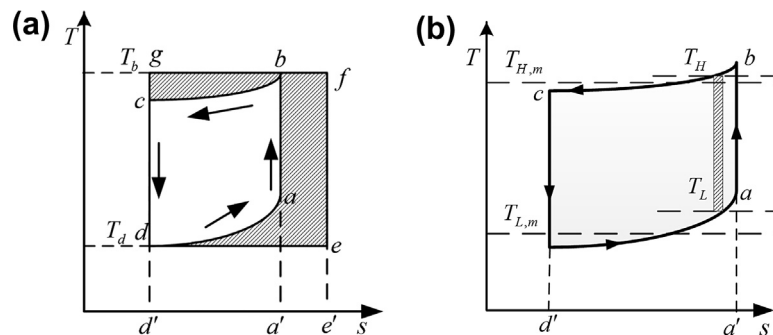 (a)
T
T_b
g
b
f
c
a
T_d
d
e
d'
a'
e'
s
(b)
T
T_{H,m}
T_H
b
c
T_L
a
T_{L,m}
d'
a'
s